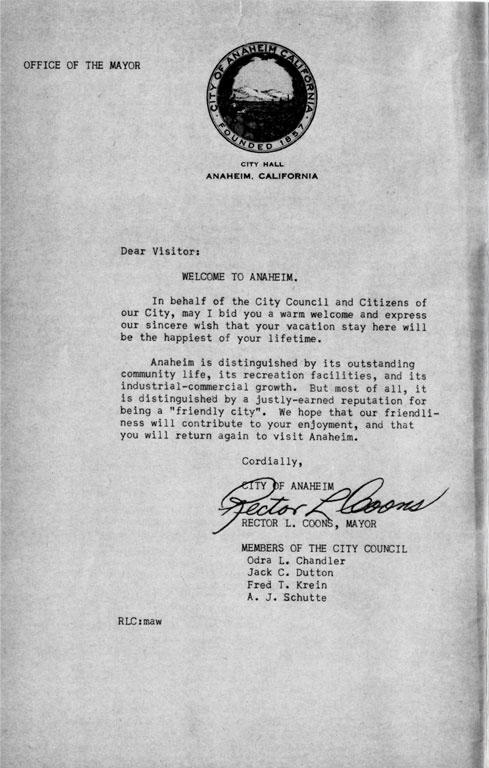 OFFICE OF THE MAYOR
CITY OF ANAHEIM CALIFORNIA
FOUNDED 1857
CITY HALL
ANAHEIM, CALIFORNIA
Dear Visitor:
WELCOME TO ANAHEIM.
In behalf of the City Council and Citizens of
our City, may I bid you a warm welcome and express
our sincere wish that your vacation stay here will
be the happiest of your lifetime.
Anaheim is distinguished by its outstanding
community life, its recreation facilities, and its
industrial-commercial growth. But most of all, it
is distinguished by a justly-earned reputation for
being a "friendly city". We hope that our friendli-
ness will contribute to your enjoyment, and that
you will return again to visit Anaheim.
Cordially,
CITY OF ANAHEIM
Rector L Coons
RECTOR L. COONS, MAYOR
MEMBERS OF THE CITY COUNCIL
Odra L. Chandler
Jack C. Dutton
Fred T. Krein
A. J. Schutte
RLC:maw